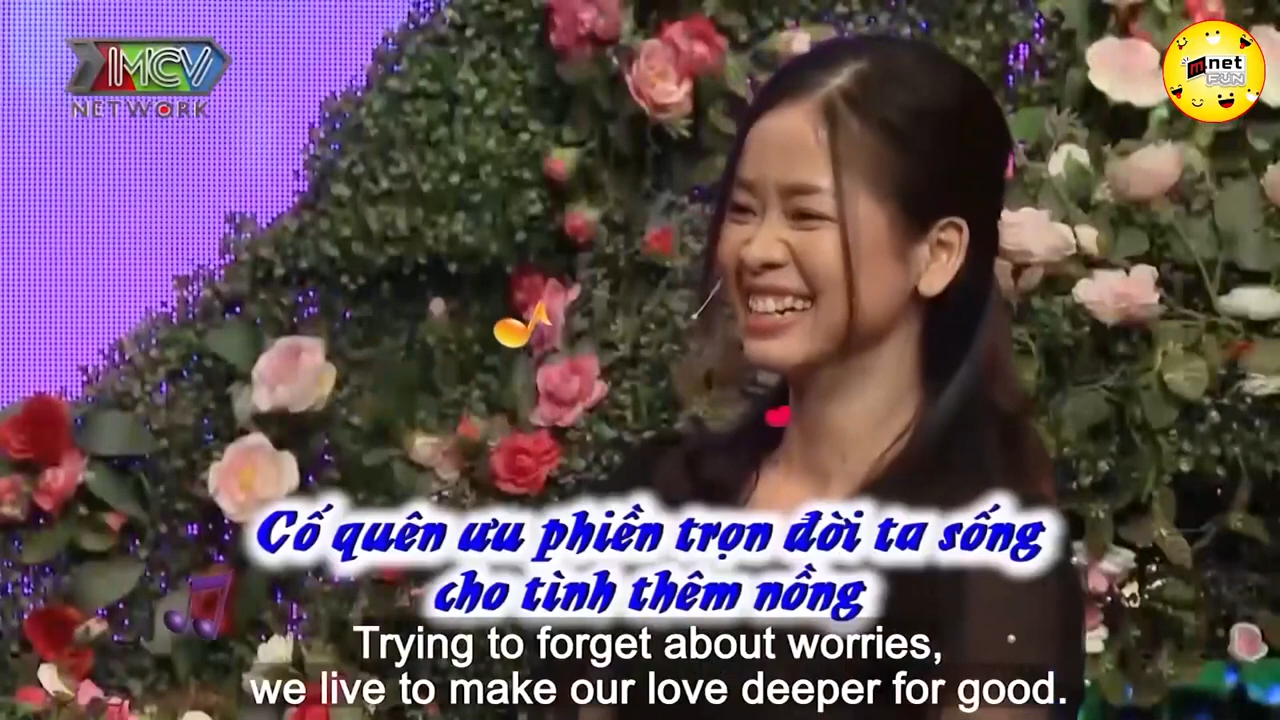 MCV
NETWORK
mnet
FUN
Cố quên ưu phiền trọn đời ta sống
cho tình thêm nồng
Trying to forget about worries,
we live to make our love deeper for good.